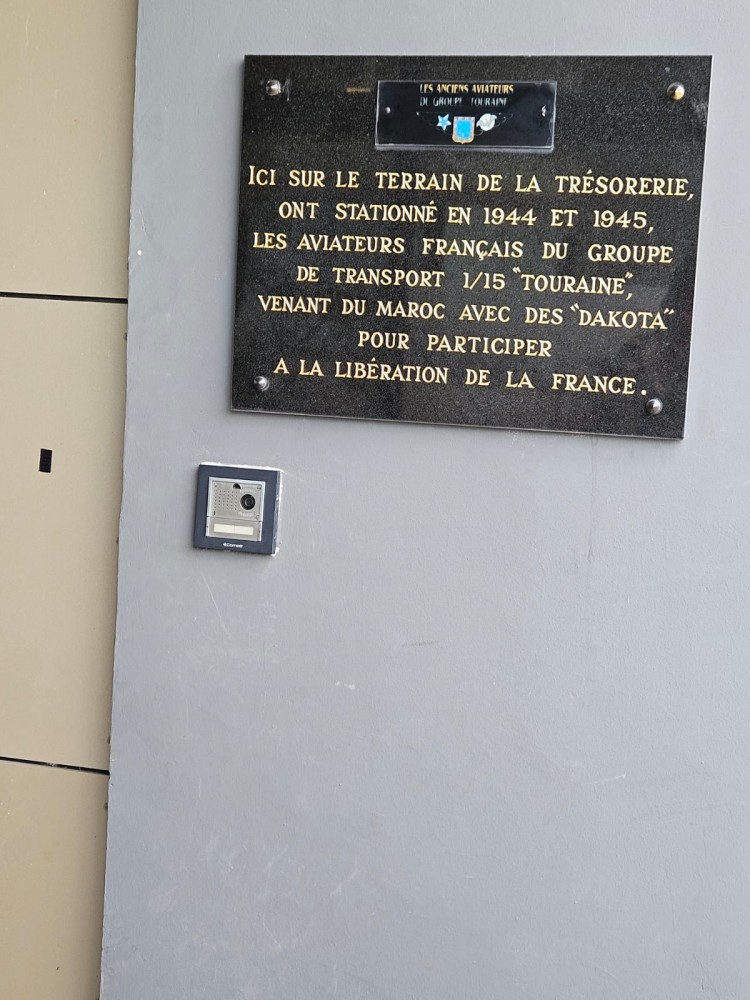 LES ANCIENS AVIATEURS
DU GROUPE TOURAINE
ICI SUR LE TERRAIN DE LA TRÉSORERIE,
ONT STATIONNÉ EN 1944 ET 1945,
LES AVIATEURS FRANÇAIS DU GROUPE
DE TRANSPORT 1/15 "TOURAINE",
VENANT DU MAROC AVEC DES "DAKOTA"
POUR PARTICIPER
A LA LIBÉRATION DE LA FRANCE.